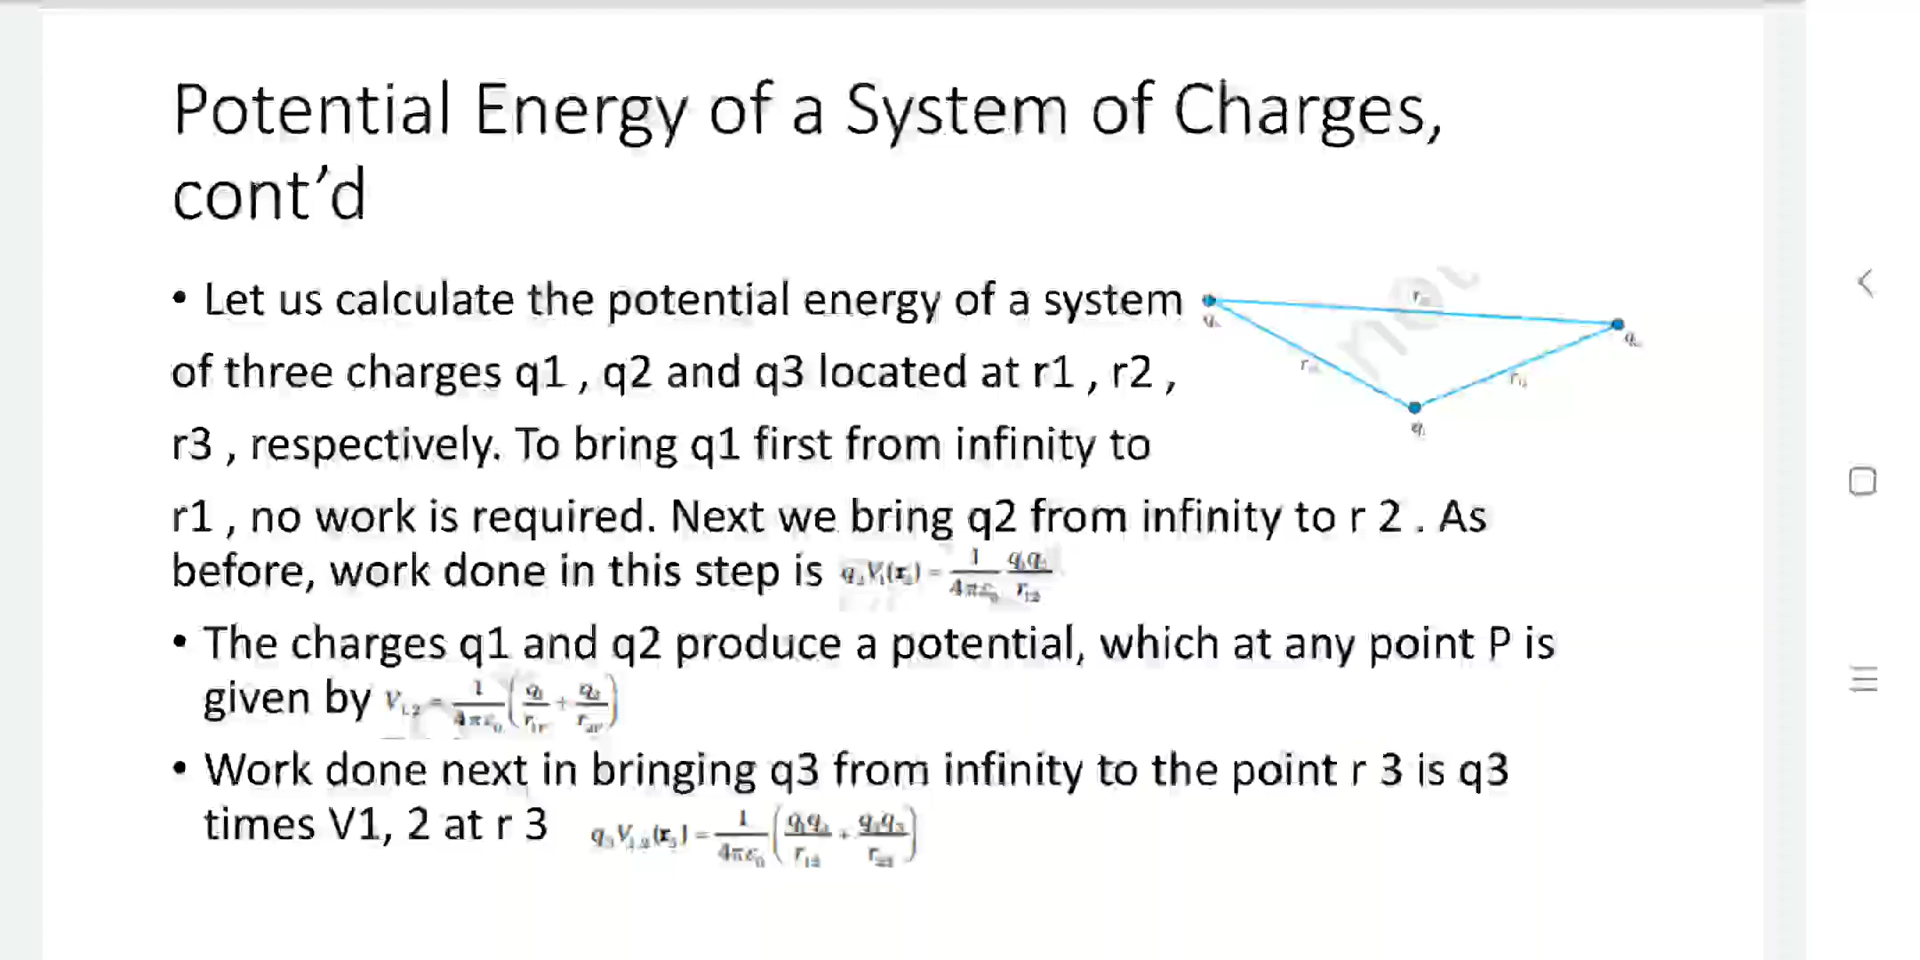 Potential Energy of a System of Charges,
cont'd
• Let us calculate the potential energy of a system
of three charges q1 , q2 and q3 located at r1 , r2 ,
r3 , respectively. To bring q1 first from infinity to
r1 , no work is required. Next we bring q2 from infinity to r 2 . As
before, work done in this step is
• The charges q1 and q2 produce a potential, which at any point P is
given by
• Work done next in bringing q3 from infinity to the point r 3 is q3
times V1, 2 at r 3